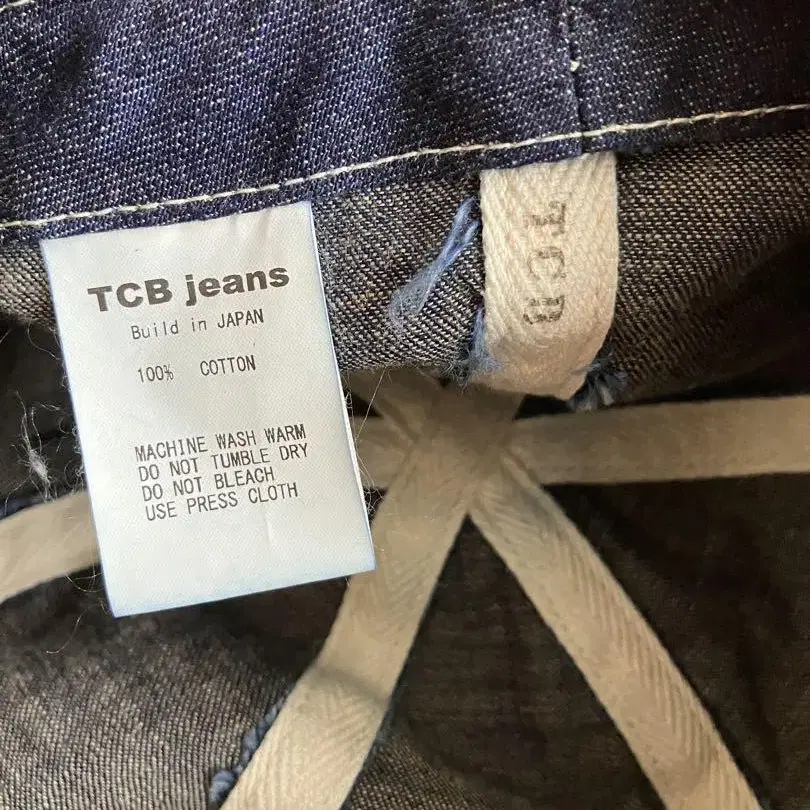 TCB jeans
Build in JAPAN
100% COTTON
MACHINE WASH WARM
DO NOT TUMBLE DRY
DO NOT BLEACH
USE PRESS CLOTH
TCB